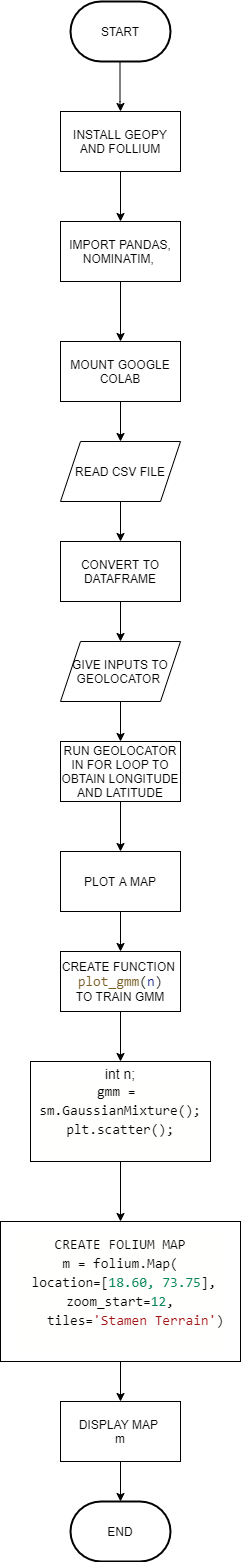 START
INSTALL GEOPY
AND FOLLIUM
IMPORT PANDAS,
NOMINATIM,
MOUNT GOOGLE
COLAB
READ CSV FILE
CONVERT TO
DATAFRAME
GIVE INPUTS TO
GEOLOCATOR
RUN GEOLOCATOR
IN FOR LOOP TO
OBTAIN LONGITUDE
AND LATITUDE
PLOT A MAP
CREATE FUNCTION
plot_gmm(n)
TO TRAIN GMM
int n;
gmm =
sm.GaussianMixture();
plt.scatter();
CREATE FOLIUM MAP
m = folium.Map(
location=[18.60, 73.75],
zoom_start=12,
tiles='Stamen Terrain')
DISPLAY MAP
m
END